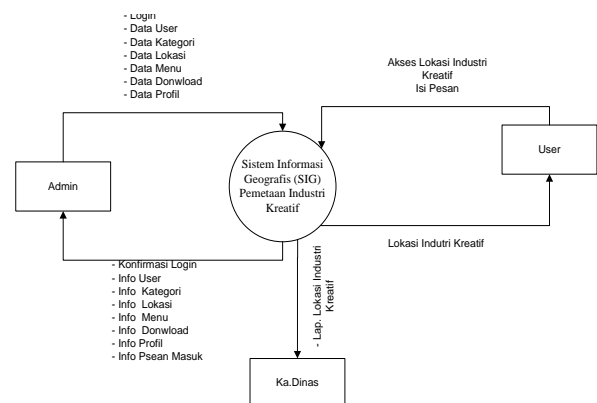 - Login
- Data User
- Data Kategori
- Data Lokasi
- Data Menu
- Data Donwload
- Data Profil
Akses Lokasi Industri
Kreatif
Isi Pesan
Admin
Sistem Informasi
Geografis (SIG)
Pemetaan Industri
Kreatif
User
Lokasi Indutri Kreatif
- Konfirmasi Login
- Info User
- Info Kategori
- Info Lokasi
- Info Menu
- Info Donwload
- Info Profil
- Info Psean Masuk
- Lap. Lokasi Industri
Kreatif
Ka.Dinas